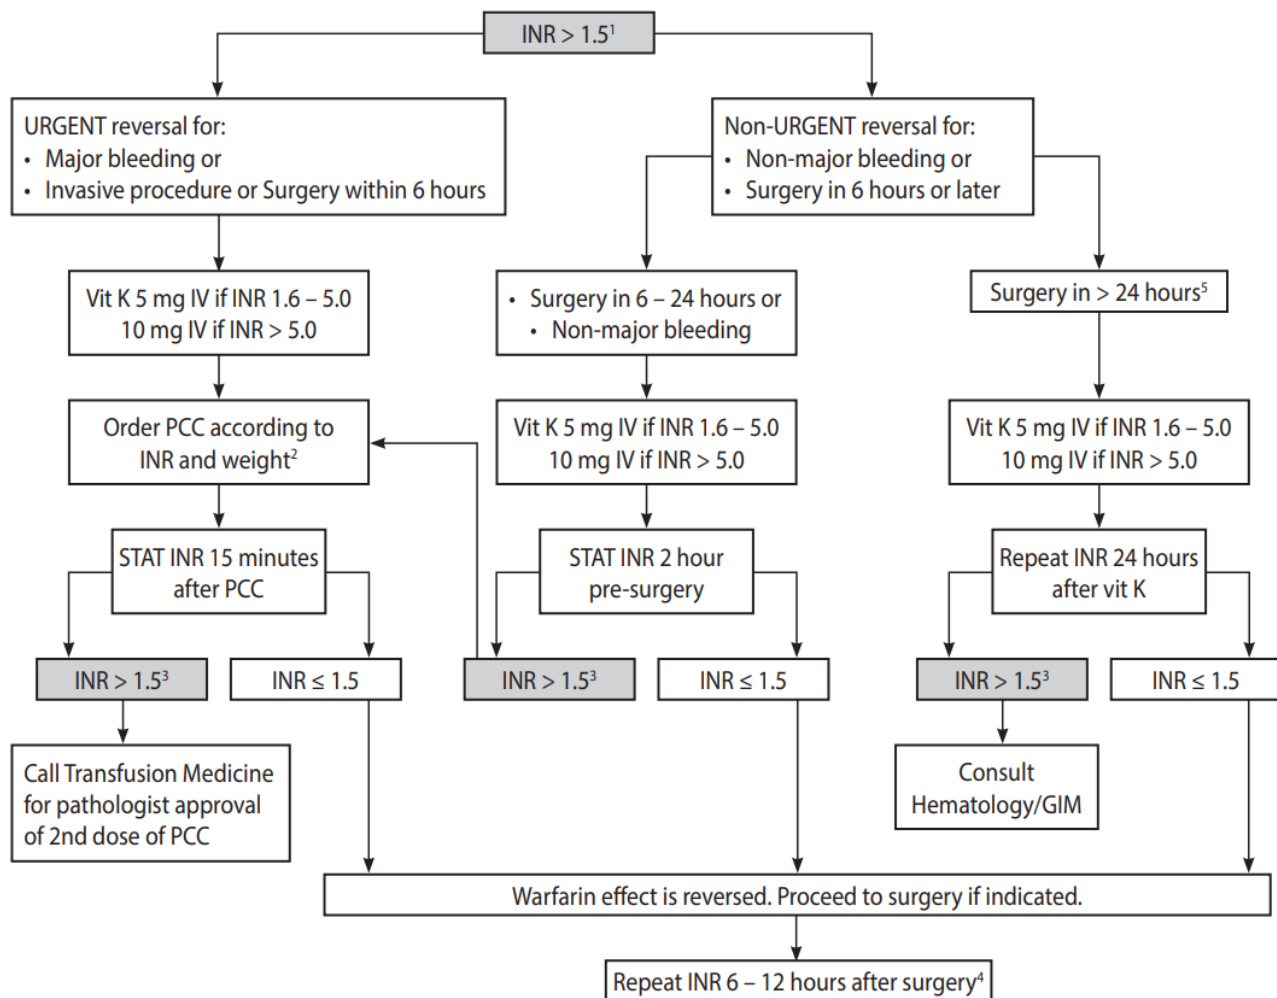 INR > 1.5¹
URGENT reversal for:
• Major bleeding or
• Invasive procedure or Surgery within 6 hours
Non-URGENT reversal for:
• Non-major bleeding or
• Surgery in 6 hours or later
Vit K 5 mg IV if INR 1.6 – 5.0
10 mg IV if INR > 5.0
• Surgery in 6 – 24 hours or
• Non-major bleeding
Surgery in > 24 hours⁵
Order PCC according to
INR and weight²
Vit K 5 mg IV if INR 1.6 – 5.0
10 mg IV if INR > 5.0
Vit K 5 mg IV if INR 1.6 – 5.0
10 mg IV if INR > 5.0
STAT INR 15 minutes
after PCC
STAT INR 2 hour
pre-surgery
Repeat INR 24 hours
after vit K
INR > 1.5³
INR ≤ 1.5
INR > 1.5³
INR ≤ 1.5
INR > 1.5³
INR ≤ 1.5
Call Transfusion Medicine
for pathologist approval
of 2nd dose of PCC
Consult
Hematology/GIM
Warfarin effect is reversed. Proceed to surgery if indicated.
Repeat INR 6 – 12 hours after surgery⁴